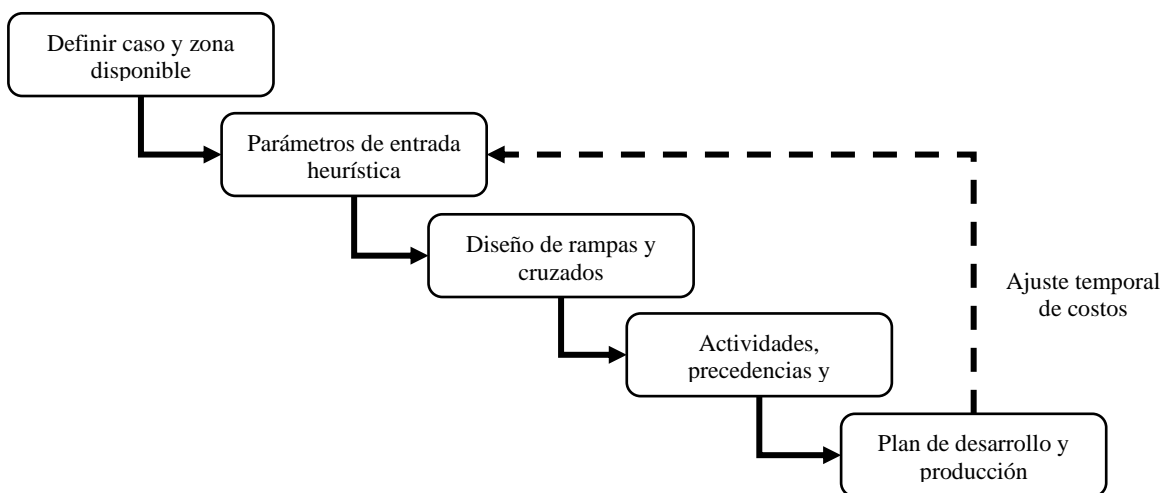 Definir caso y zona
disponible
Parámetros de entrada
heurística
Diseño de rampas y
cruzados
Ajuste temporal
de costos
Actividades,
precedencias y
Plan de desarrollo y
producción